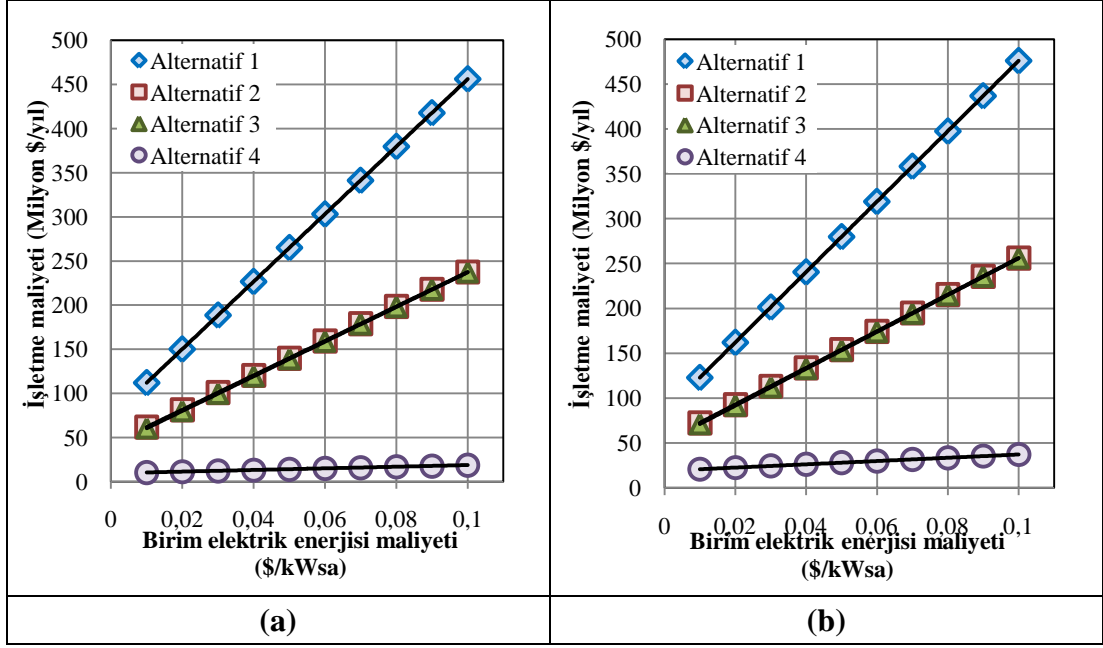 İşletme maliyeti (Milyon $/yıl)
500
450
400
350
300
250
200
150
100
50
0
Alternatif 1
Alternatif 2
Alternatif 3
Alternatif 4
0 0,02 0,04 0,06 0,08 0,1
Birim elektrik enerjisi maliyeti
($/kWsa)
(a)
İşletme maliyeti (Milyon $/yıl)
500
450
400
350
300
250
200
150
100
50
0
Alternatif 1
Alternatif 2
Alternatif 3
Alternatif 4
0 0,02 0,04 0,06 0,08 0,1
Birim elektrik enerjisi maliyeti
($/kWsa)
(b)